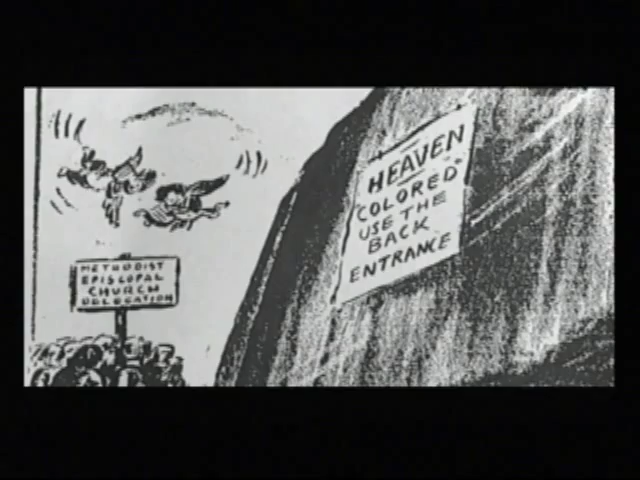 METHODIST
EPISCOPAL
CHURCH
DELEGATION
HEAVEN
"COLORED"
USE THE
BACK
ENTRANCE